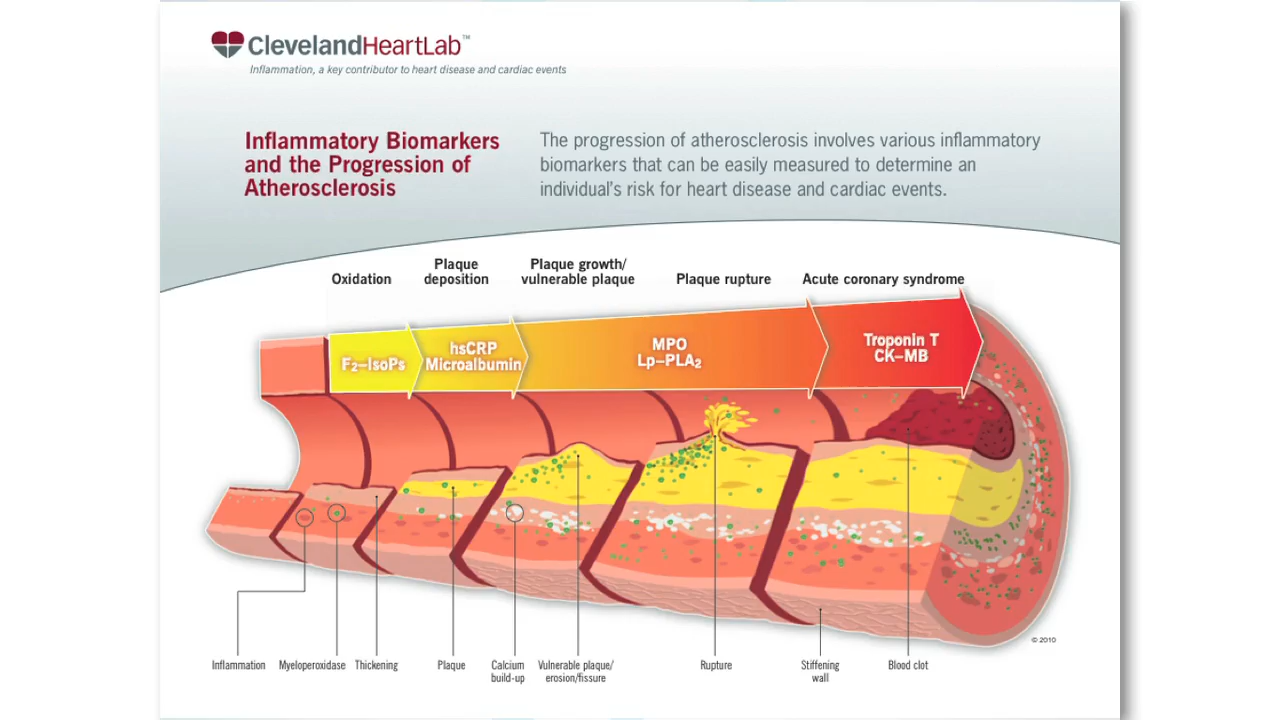 ClevelandHeartLab™
Inflammation, a key contributor to heart disease and cardiac events
Inflammatory Biomarkers
and the Progression of
Atherosclerosis
The progression of atherosclerosis involves various inflammatory
biomarkers that can be easily measured to determine an
individual's risk for heart disease and cardiac events.
Oxidation
Plaque
deposition
Plaque growth/
vulnerable plaque
Plaque rupture
Acute coronary syndrome
F₂–IsoPs
hsCRP
Microalbumin
MPO
Lp–PLA₂
Troponin T
CK–MB
© 2010
Inflammation
Myeloperoxidase
Thickening
Plaque
Calcium
build-up
Vulnerable plaque/
erosion/fissure
Rupture
Stiffening
wall
Blood clot